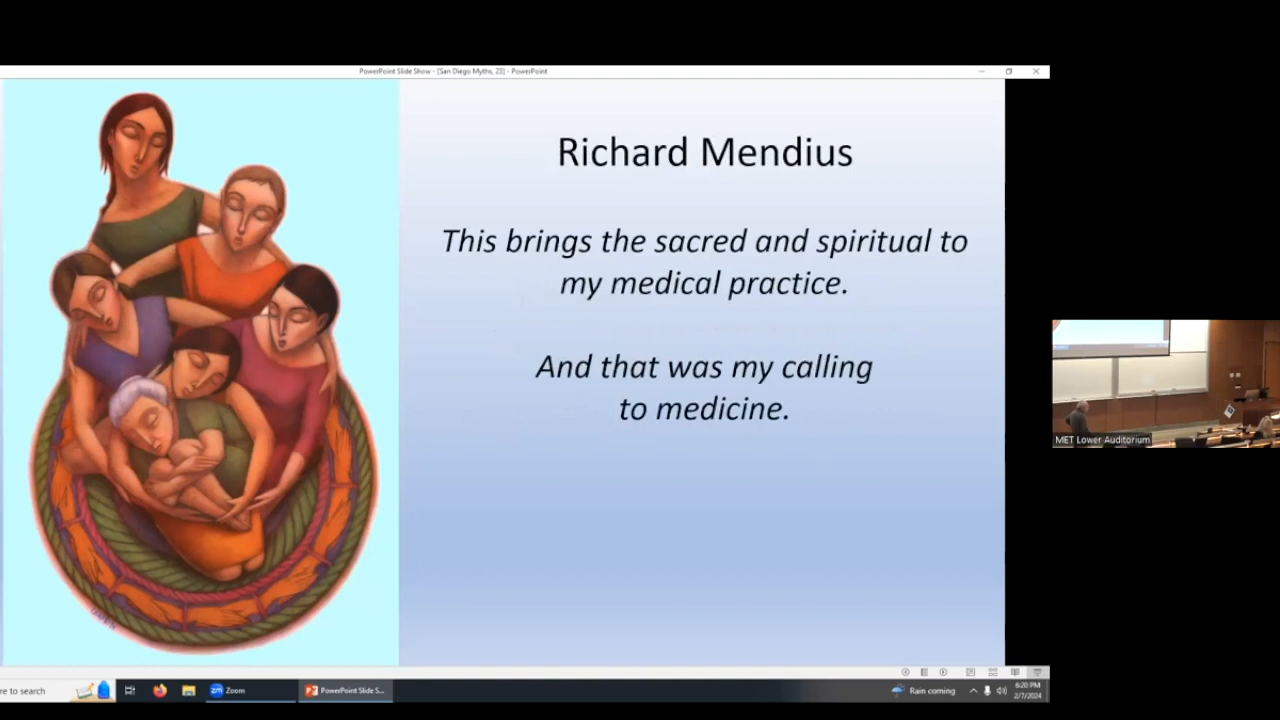 PowerPoint Slide Show - [San Diego Myths, 23] - PowerPoint
Richard Mendius
This brings the sacred and spiritual to
my medical practice.
And that was my calling
to medicine.
MET Lower Auditorium
re to search
Zoom
PowerPoint Slide S...
Rain coming
6:20 PM
2/7/2024